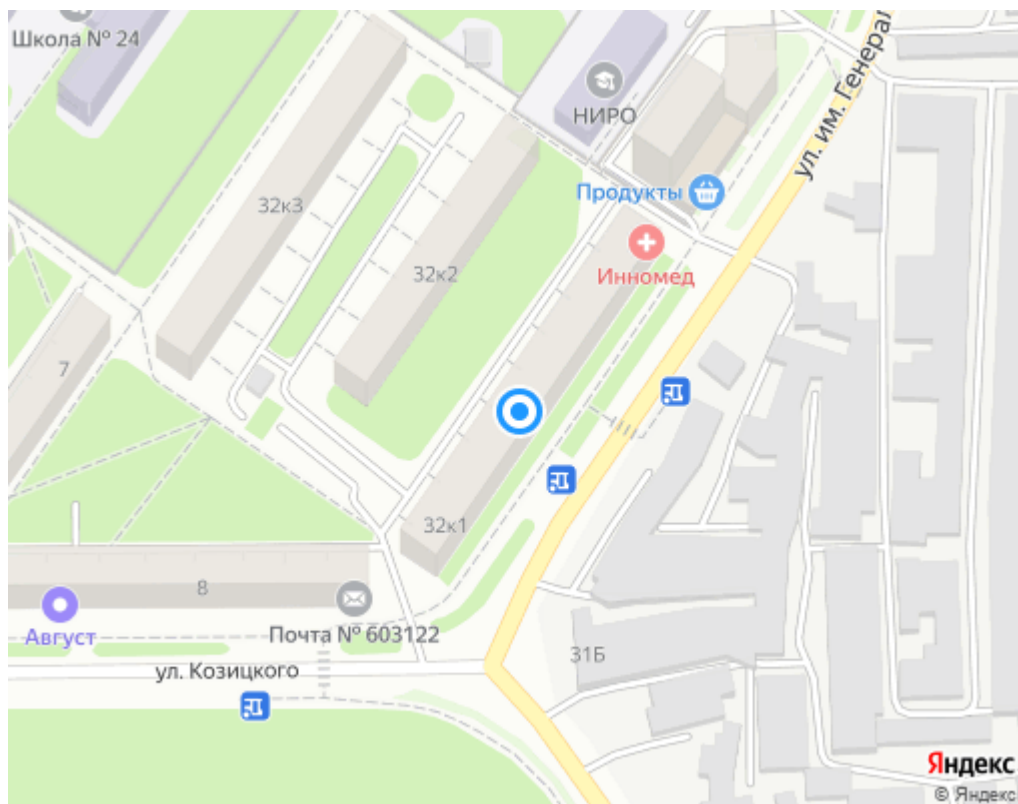 Школа № 24
НИРО
ул. им. Генерал
Продукты
32к3
Инномед
32к2
7
32к1
8
Август
Почта № 603122
31Б
ул. Козицкого
Яндекс
© Яндекс